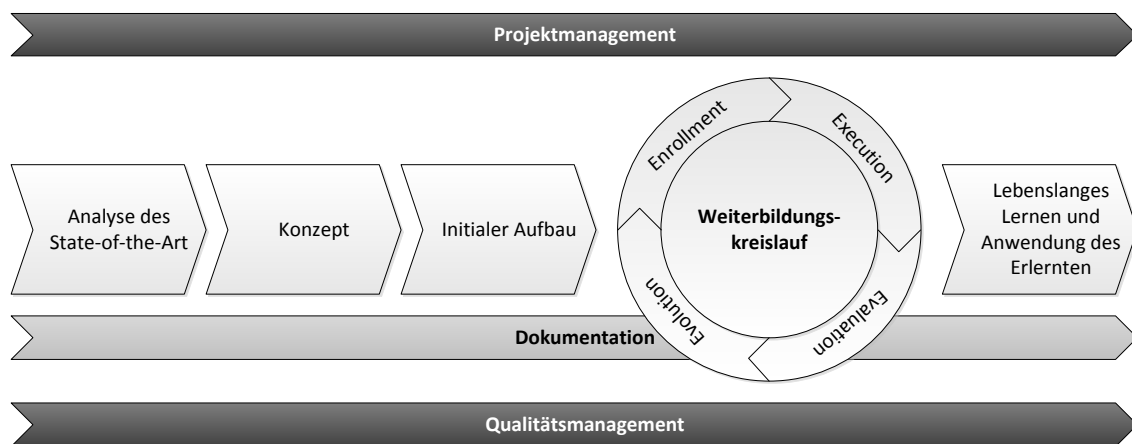 Projektmanagement
Analyse des
State-of-the-Art
Konzept
Initialer Aufbau
Enrollment
Execution
Evaluation
Evolution
Weiterbildungs-
kreislauf
Lebenslanges
Lernen und
Anwendung des
Erlernten
Dokumentation
Qualitätsmanagement